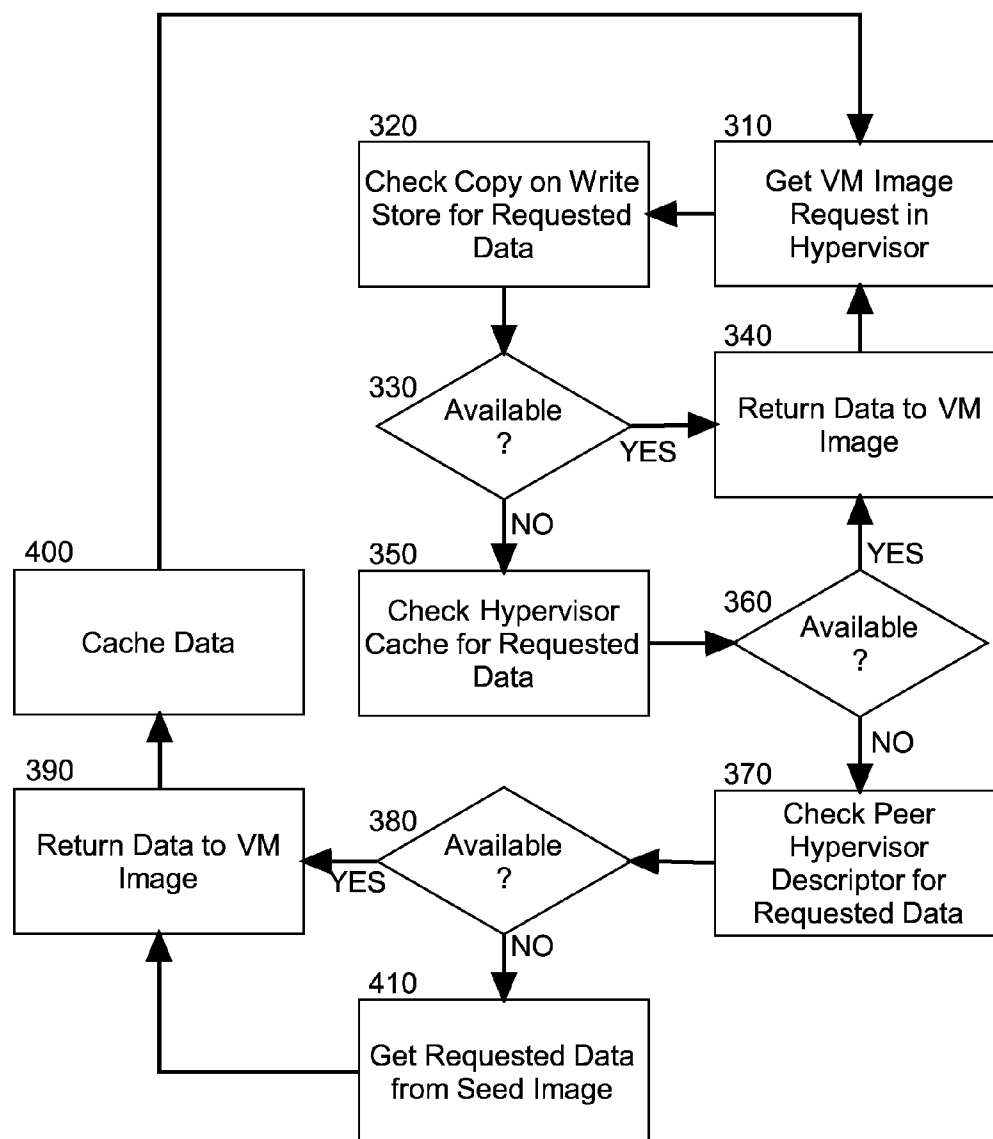 320
Check Copy on Write
Store for Requested
Data
310
Get VM Image
Request in
Hypervisor
330
Available
?
YES
NO
340
Return Data to VM
Image
350
Check Hypervisor
Cache for Requested
Data
360
Available
?
YES
NO
400
Cache Data
370
Check Peer
Hypervisor
Descriptor for
Requested Data
380
Available
?
YES
NO
390
Return Data to VM
Image
410
Get Requested Data
from Seed Image